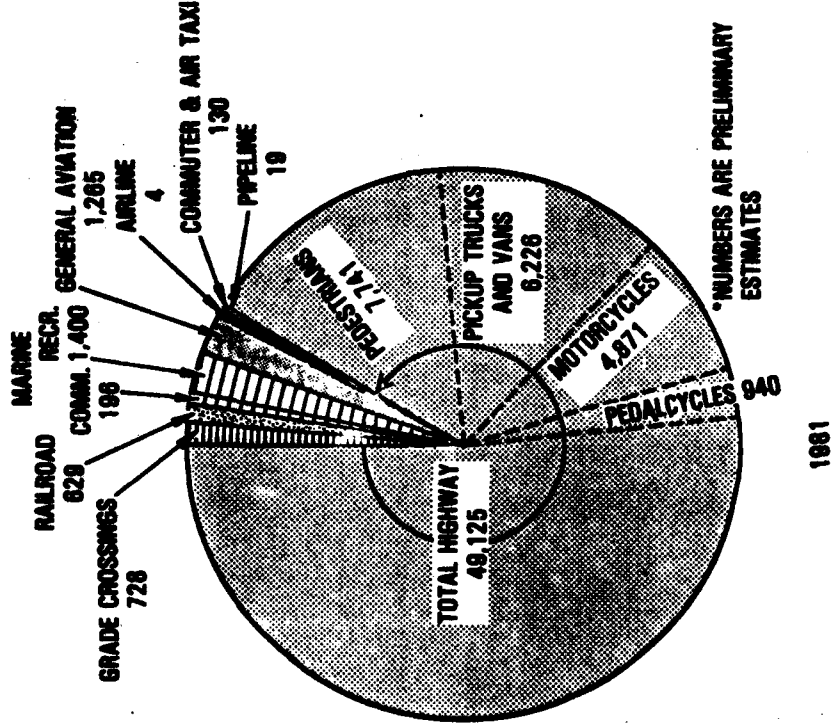 GRADE CROSSINGS
728
RAILROAD
629
MARINE
RECR.
COMM. 1,400
196
GENERAL AVIATION
1,265
AIRLINE
4
COMMUTER & AIR TAXI
130
PIPELINE
19
PEDESTRIANS
7,741
PICKUP TRUCKS
AND VANS
6,226
MOTORCYCLES
4,871
PEDALCYCLES 940
TOTAL HIGHWAY
49,125
*NUMBERS ARE PRELIMINARY
ESTIMATES
1981